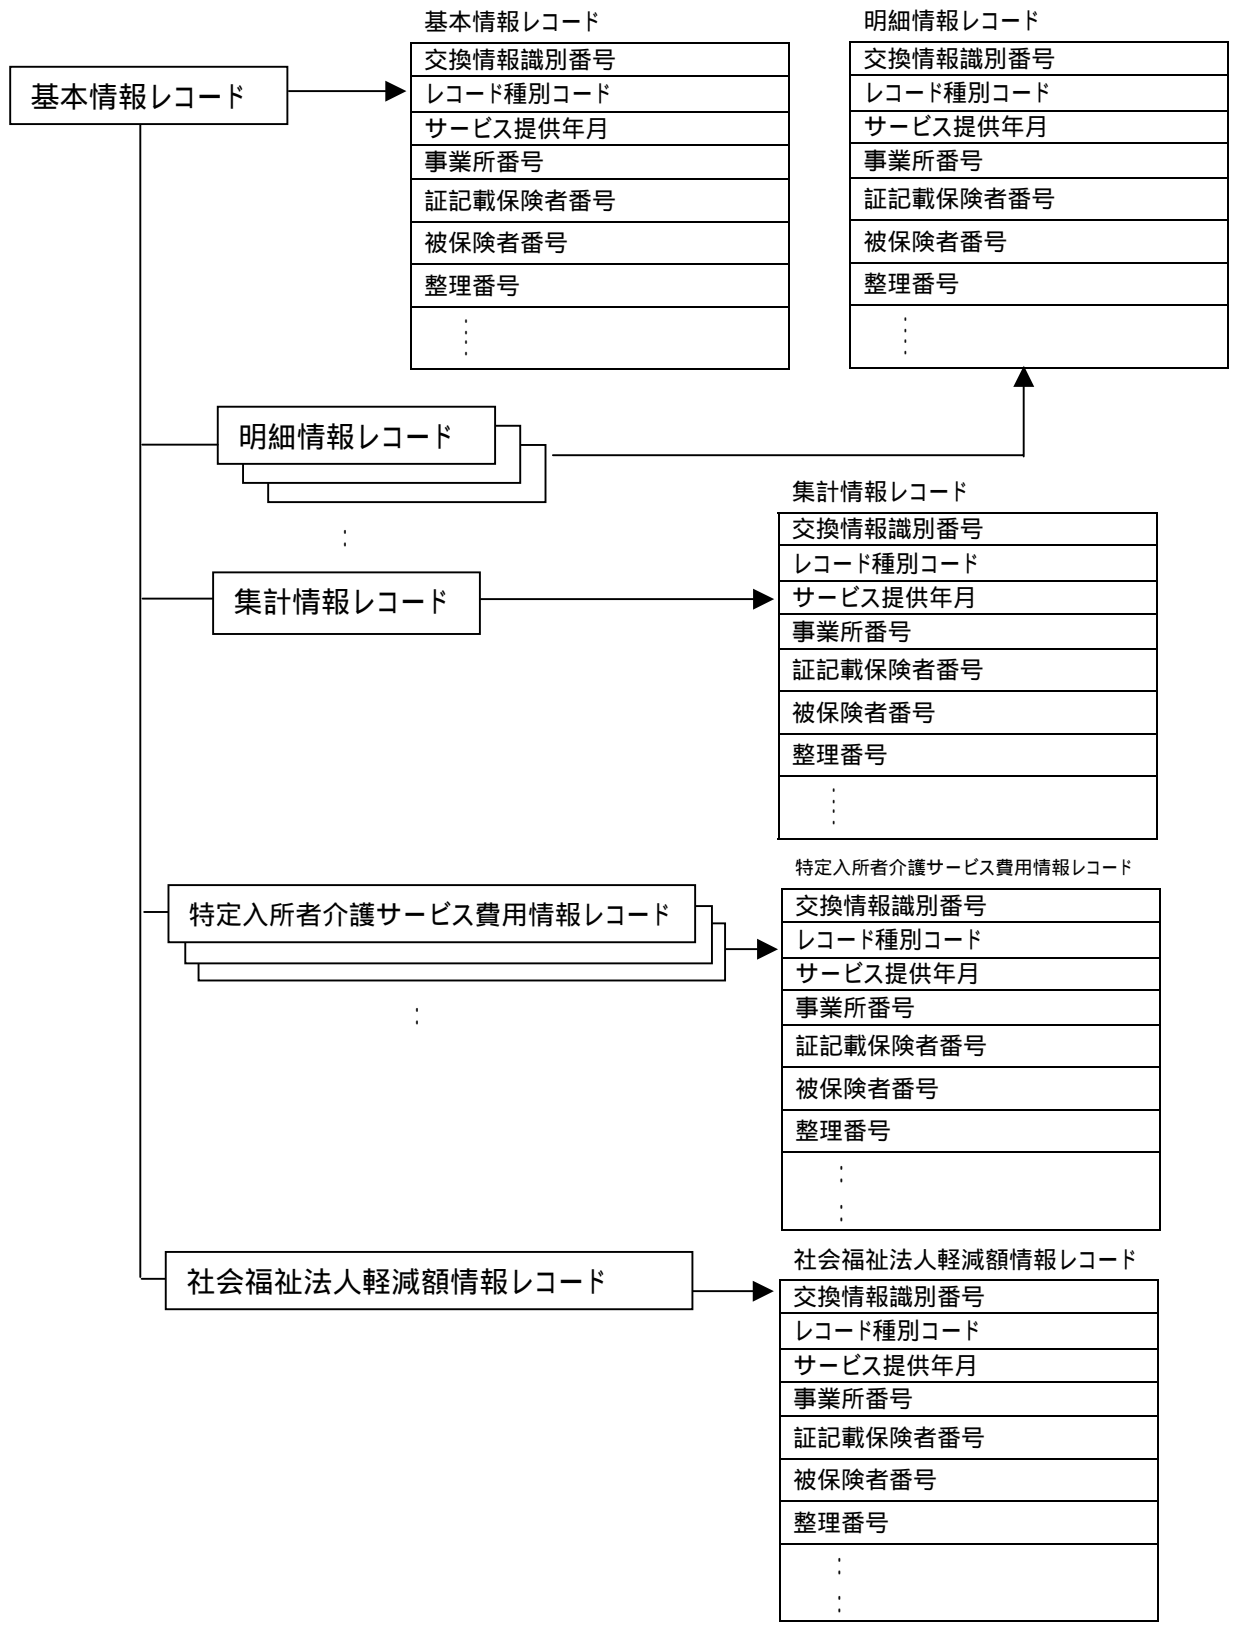 基本情報レコード
基本情報レコード
交換情報識別番号
レコード種別コード
サービス提供年月
事業所番号
証記載保険者番号
被保険者番号
整理番号
明細情報レコード
交換情報識別番号
レコード種別コード
サービス提供年月
事業所番号
証記載保険者番号
被保険者番号
整理番号
明細情報レコード
集計情報レコード
集計情報レコード
交換情報識別番号
レコード種別コード
サービス提供年月
事業所番号
証記載保険者番号
被保険者番号
整理番号
特定入所者介護サービス費用情報レコード
特定入所者介護サービス費用情報レコード
交換情報識別番号
レコード種別コード
サービス提供年月
事業所番号
証記載保険者番号
被保険者番号
整理番号
社会福祉法人軽減額情報レコード
社会福祉法人軽減額情報レコード
交換情報識別番号
レコード種別コード
サービス提供年月
事業所番号
証記載保険者番号
被保険者番号
整理番号